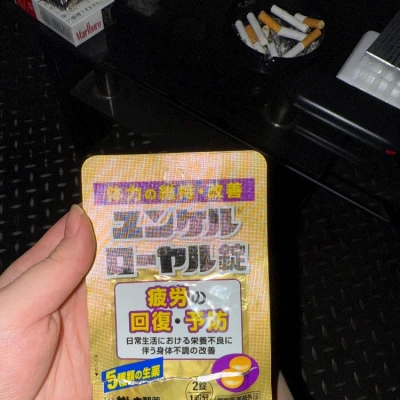 Marlboro
体力の維持・改善
ユンケル
ローヤル錠
疲労の
回復・予防
日常生活における栄養不良に
伴う身体不調の改善
5種類の生薬
2錠